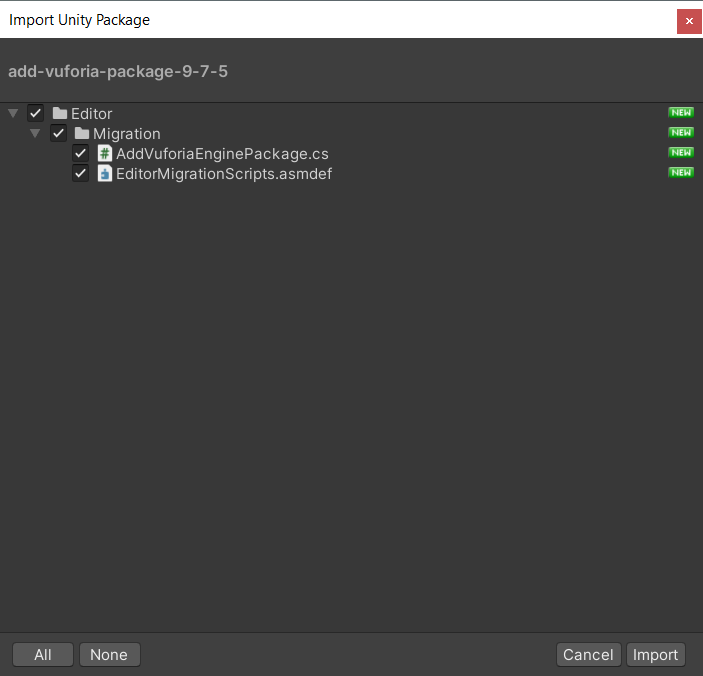 Import Unity Package
add-vuforia-package-9-7-5
Editor NEW
Migration NEW
AddVuforiaEnginePackage.cs NEW
EditorMigrationScripts.asmdef NEW
All None Cancel Import